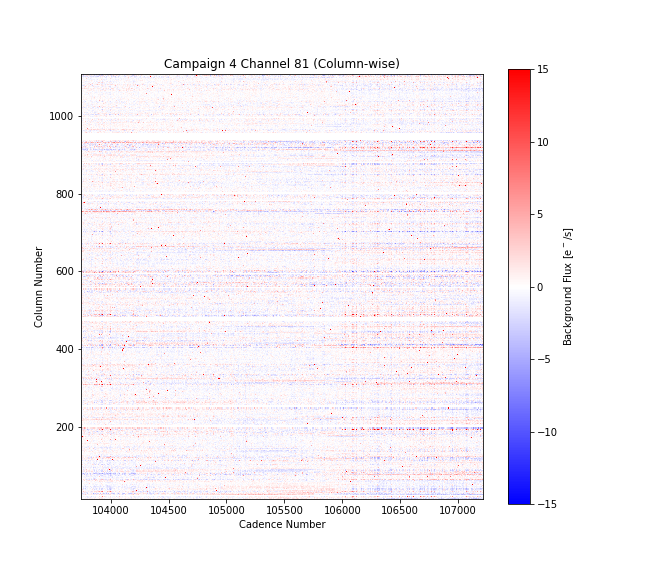 Campaign 4 Channel 81 (Column-wise)
1000
800
600
400
200
Column Number
104000 104500 105000 105500 106000 106500 107000
Cadence Number
15
10
5
0
−5
−10
−15
Background Flux [e⁻/s]